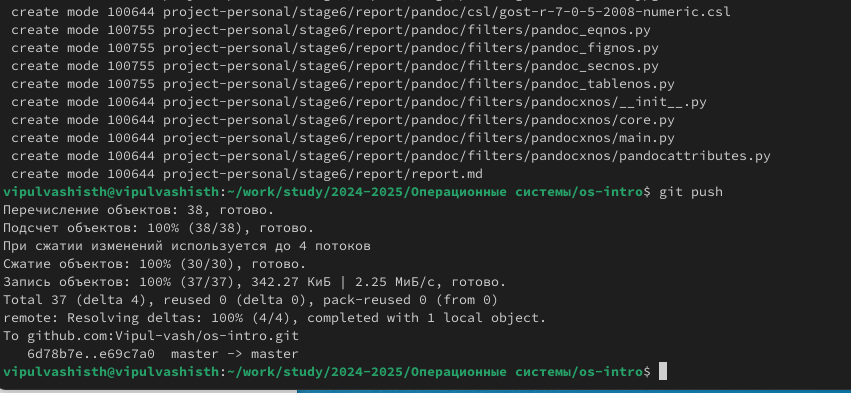 create mode 100644 project-personal/stage6/report/pandoc/csl/gost-r-7-0-5-2008-numeric.csl
create mode 100755 project-personal/stage6/report/pandoc/filters/pandoc_eqnos.py
create mode 100755 project-personal/stage6/report/pandoc/filters/pandoc_fignos.py
create mode 100755 project-personal/stage6/report/pandoc/filters/pandoc_secnos.py
create mode 100755 project-personal/stage6/report/pandoc/filters/pandoc_tablenos.py
create mode 100644 project-personal/stage6/report/pandoc/filters/pandocxnos/__init__.py
create mode 100644 project-personal/stage6/report/pandoc/filters/pandocxnos/core.py
create mode 100644 project-personal/stage6/report/pandoc/filters/pandocxnos/main.py
create mode 100644 project-personal/stage6/report/pandoc/filters/pandocxnos/pandocattributes.py
create mode 100644 project-personal/stage6/report/report.md
vipulvashisth@vipulvashisth:~/work/study/2024-2025/Операционные системы/os-intro$ git push
Перечисление объектов: 38, готово.
Подсчет объектов: 100% (38/38), готово.
При сжатии изменений используется до 4 потоков
Сжатие объектов: 100% (30/30), готово.
Запись объектов: 100% (37/37), 342.27 КиБ | 2.25 МиБ/с, готово.
Total 37 (delta 4), reused 0 (delta 0), pack-reused 0 (from 0)
remote: Resolving deltas: 100% (4/4), completed with 1 local object.
To github.com:Vipul-vash/os-intro.git
6d78b7e..e69c7a0 master -> master
vipulvashisth@vipulvashisth:~/work/study/2024-2025/Операционные системы/os-intro$